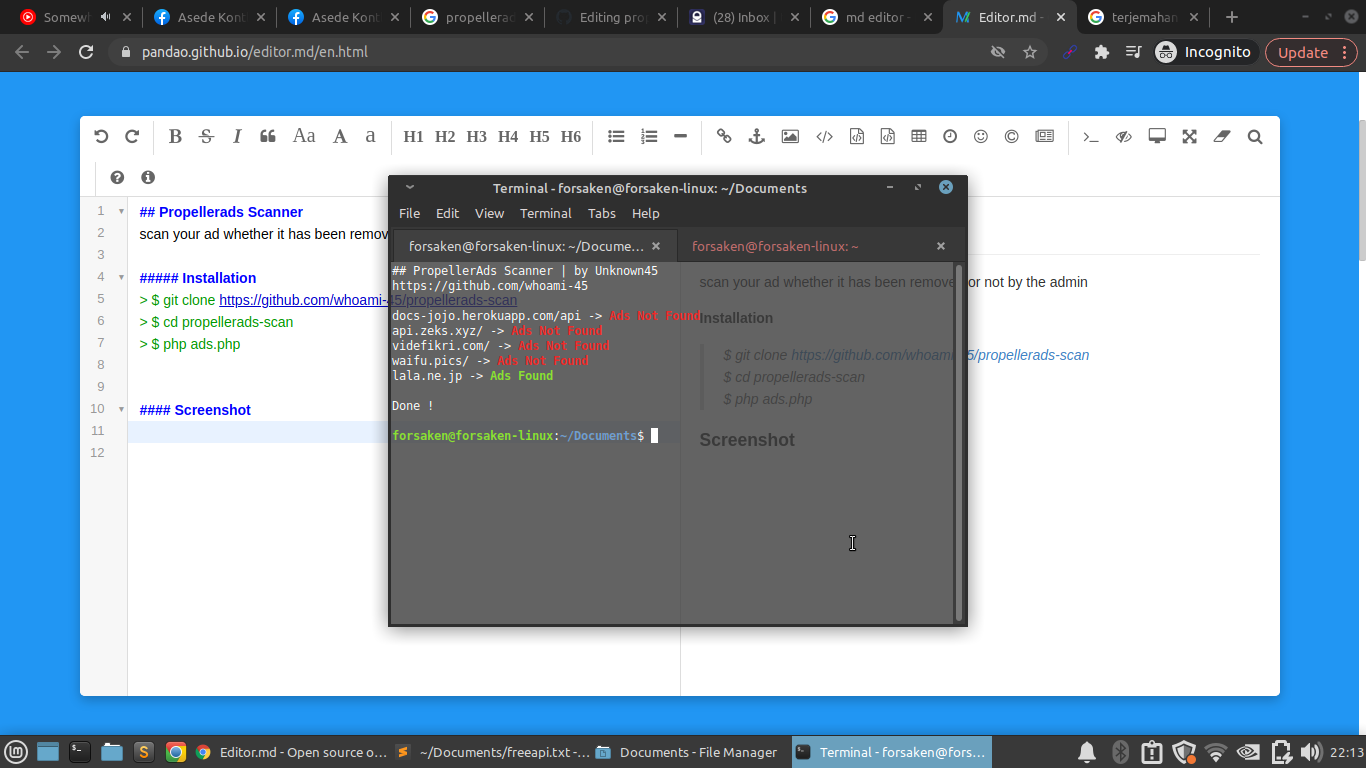 Somewh
Asede Kont
Asede Kont
propellerad
Editing pro
(28) Inbox |
md editor -
Editor.md -
terjemahan
pandao.github.io/editor.md/en.html
Incognito
Update
B S I Aa A a H1 H2 H3 H4 H5 H6
Terminal - forsaken@forsaken-linux: ~/Documents
File Edit View Terminal Tabs Help
forsaken@forsaken-linux: ~/Docume...
forsaken@forsaken-linux: ~
1 ## Propellerads Scanner
2 scan your ad whether it has been remov
3
4 ##### Installation
5 > $ git clone https://github.com/whoami-45/propellerads-scan
6 > $ cd propellerads-scan
7 > $ php ads.php
8
9
10 #### Screenshot
11
12
## PropellerAds Scanner | by Unknown45
https://github.com/whoami-45
docs-jojo.herokuapp.com/api -> Ads Not Found
api.zeks.xyz/ -> Ads Not Found
videfikri.com/ -> Ads Not Found
waifu.pics/ -> Ads Not Found
lala.ne.jp -> Ads Found
Done !
forsaken@forsaken-linux:~/Documents$
scan your ad whether it has been remove or not by the admin
Installation
$ git clone https://github.com/whoami 5/propellerads-scan
$ cd propellerads-scan
$ php ads.php
Screenshot
Editor.md - Open source o...
~/Documents/freeapi.txt -...
Documents - File Manager
Terminal - forsaken@fors...
22:13